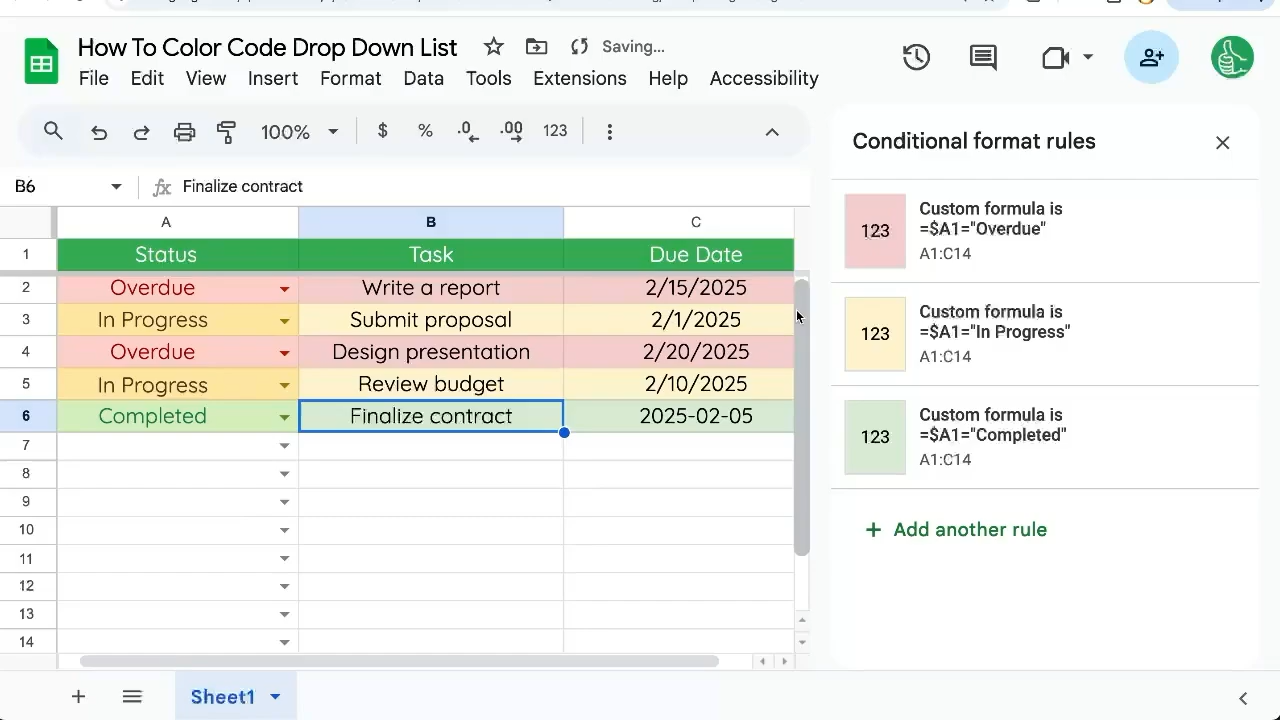 How To Color Code Drop Down List Saving...
File Edit View Insert Format Data Tools Extensions Help Accessibility
100% $ % .0 .00 123
Conditional format rules
B6 fx Finalize contract
A B C
1 Status Task Due Date
2 Overdue Write a report 2/15/2025
3 In Progress Submit proposal 2/1/2025
4 Overdue Design presentation 2/20/2025
5 In Progress Review budget 2/10/2025
6 Completed Finalize contract 2025-02-05
7
8
9
10
11
12
13
14
123
Custom formula is
=$A1="Overdue"
A1:C14
123
Custom formula is
=$A1="In Progress"
A1:C14
123
Custom formula is
=$A1="Completed"
A1:C14
+ Add another rule
+ Sheet1